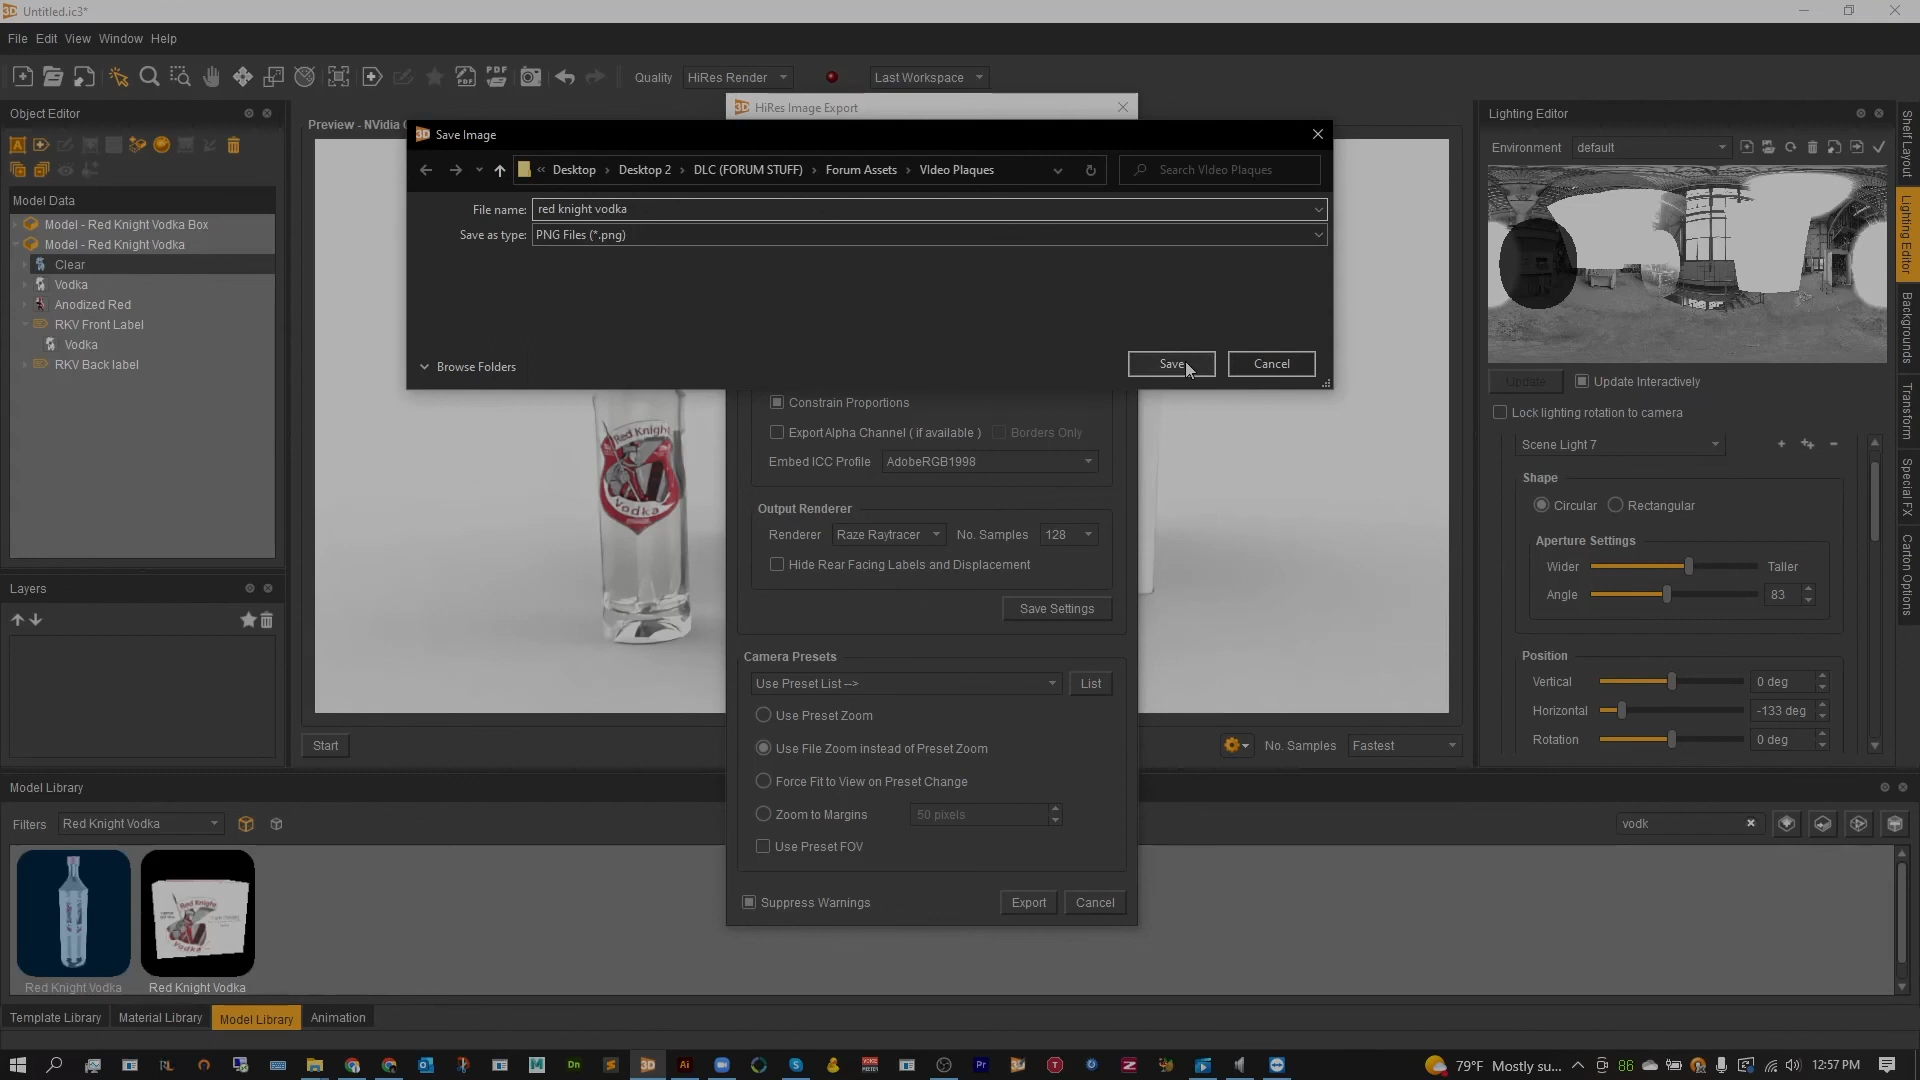 Untitled.ic3*
File Edit View Window Help
Quality HiRes Render Last Workspace
Object Editor
Preview - NVidia
HiRes Image Export
Lighting Editor
Save Image
Environment default
« Desktop › Desktop 2 › DLC (FORUM STUFF) › Forum Assets › VIdeo Plaques
Search VIdeo Plaques
Model Data
File name: red knight vodka
Save as type: PNG Files (*.png)
Model - Red Knight Vodka Box
Model - Red Knight Vodka
Clear
Vodka
Anodized Red
RKV Front Label
Vodka
RKV Back label
Browse Folders
Save
Cancel
Update
Update Interactively
Lock lighting rotation to camera
Constrain Proportions
Export Alpha Channel ( if available )
Borders Only
Embed ICC Profile AdobeRGB1998
Scene Light 7
Shape
Circular
Rectangular
Output Renderer
Renderer Raze Raytracer No. Samples 128
Hide Rear Facing Labels and Displacement
Aperture Settings
Wider Taller
Angle 83
Save Settings
Red Knight
Vodka
Layers
Camera Presets
Use Preset List -->
List
Position
Vertical 0 deg
Horizontal -133 deg
Rotation 0 deg
Use Preset Zoom
Use File Zoom instead of Preset Zoom
Force Fit to View on Preset Change
Zoom to Margins 50 pixels
Use Preset FOV
Start
No. Samples Fastest
Suppress Warnings
Export
Cancel
Shelf Layout
Lighting Editor
Backgrounds
Transform
Special FX
Carton Options
Model Library
Filters Red Knight Vodka
vodk
Red Knight
Vodka
Red Knight Vodka
Red Knight Vodka
Template Library Material Library Model Library Animation
79°F Mostly su... 86 12:57 PM